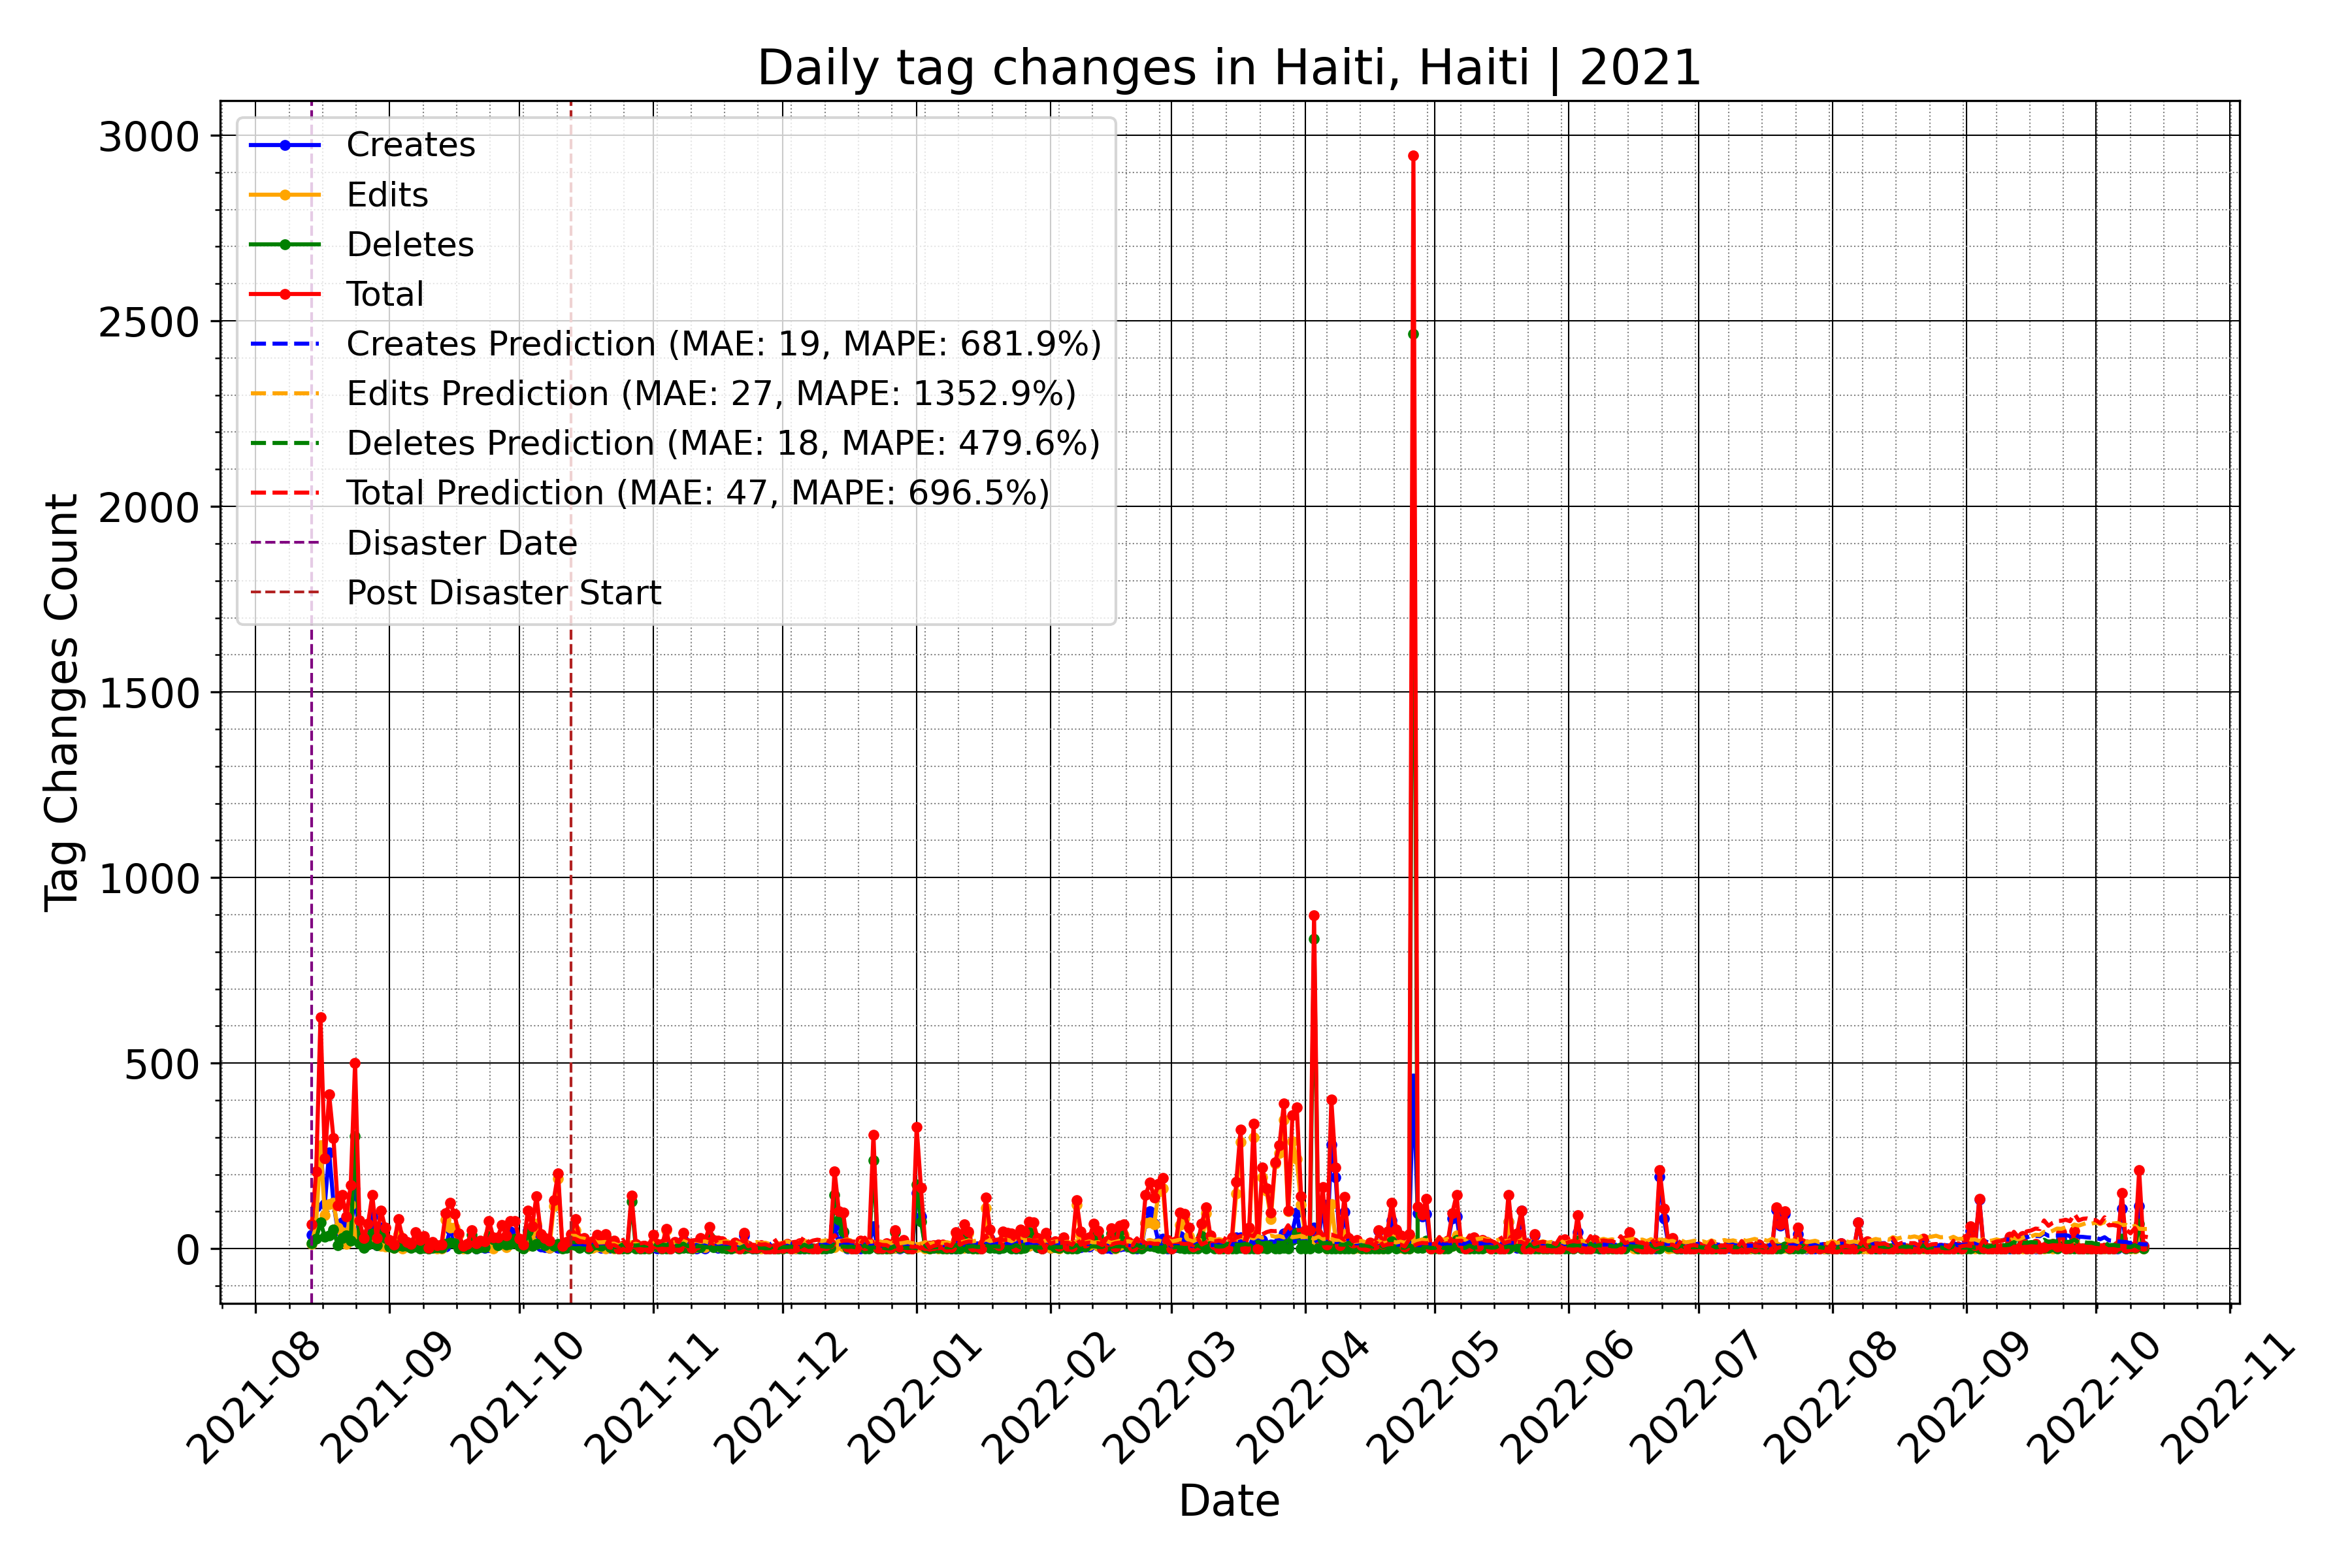 Daily tag changes in Haiti, Haiti | 2021
3000
2500
2000
1500
1000
500
0
Tag Changes Count
Creates
Edits
Deletes
Total
Creates Prediction (MAE: 19, MAPE: 681.9%)
Edits Prediction (MAE: 27, MAPE: 1352.9%)
Deletes Prediction (MAE: 18, MAPE: 479.6%)
Total Prediction (MAE: 47, MAPE: 696.5%)
Disaster Date
Post Disaster Start
2021-08
2021-09
2021-10
2021-11
2021-12
2022-01
2022-02
2022-03
2022-04
2022-05
2022-06
2022-07
2022-08
2022-09
2022-10
2022-11
Date